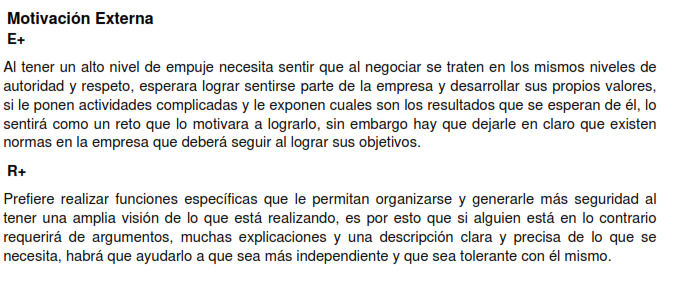 Motivación Externa
E+
Al tener un alto nivel de empuje necesita sentir que al negociar se traten en los mismos niveles de
autoridad y respeto, esperara lograr sentirse parte de la empresa y desarrollar sus propios valores,
si le ponen actividades complicadas y le exponen cuales son los resultados que se esperan de él, lo
sentirá como un reto que lo motivara a lograrlo, sin embargo hay que dejarle en claro que existen
normas en la empresa que deberá seguir al lograr sus objetivos.
R+
Prefiere realizar funciones específicas que le permitan organizarse y generarle más seguridad al
tener una amplia visión de lo que está realizando, es por esto que si alguien está en lo contrario
requerirá de argumentos, muchas explicaciones y una descripción clara y precisa de lo que se
necesita, habrá que ayudarlo a que sea más independiente y que sea tolerante con él mismo.